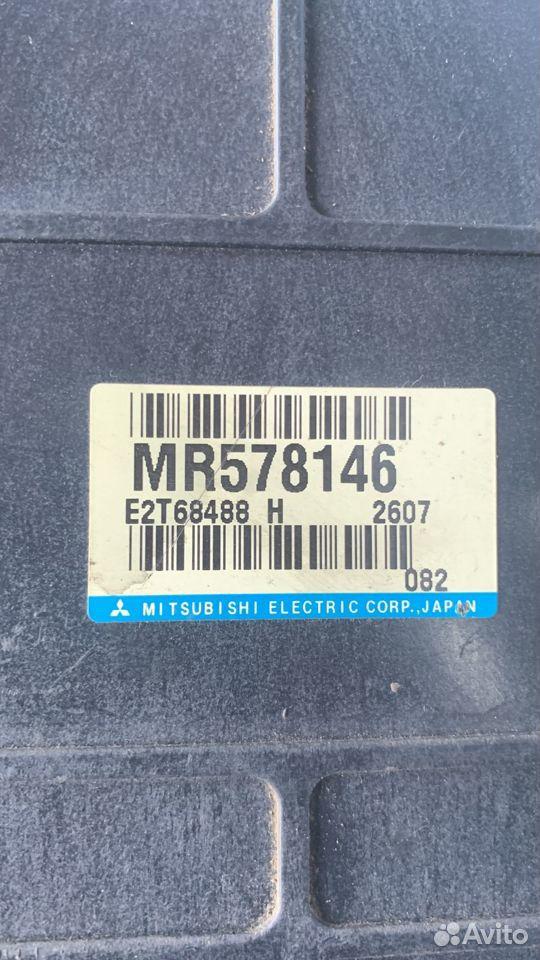 MR578146
E2T68488 H 2607
082
MITSUBISHI ELECTRIC CORP.,JAPAN
Avito